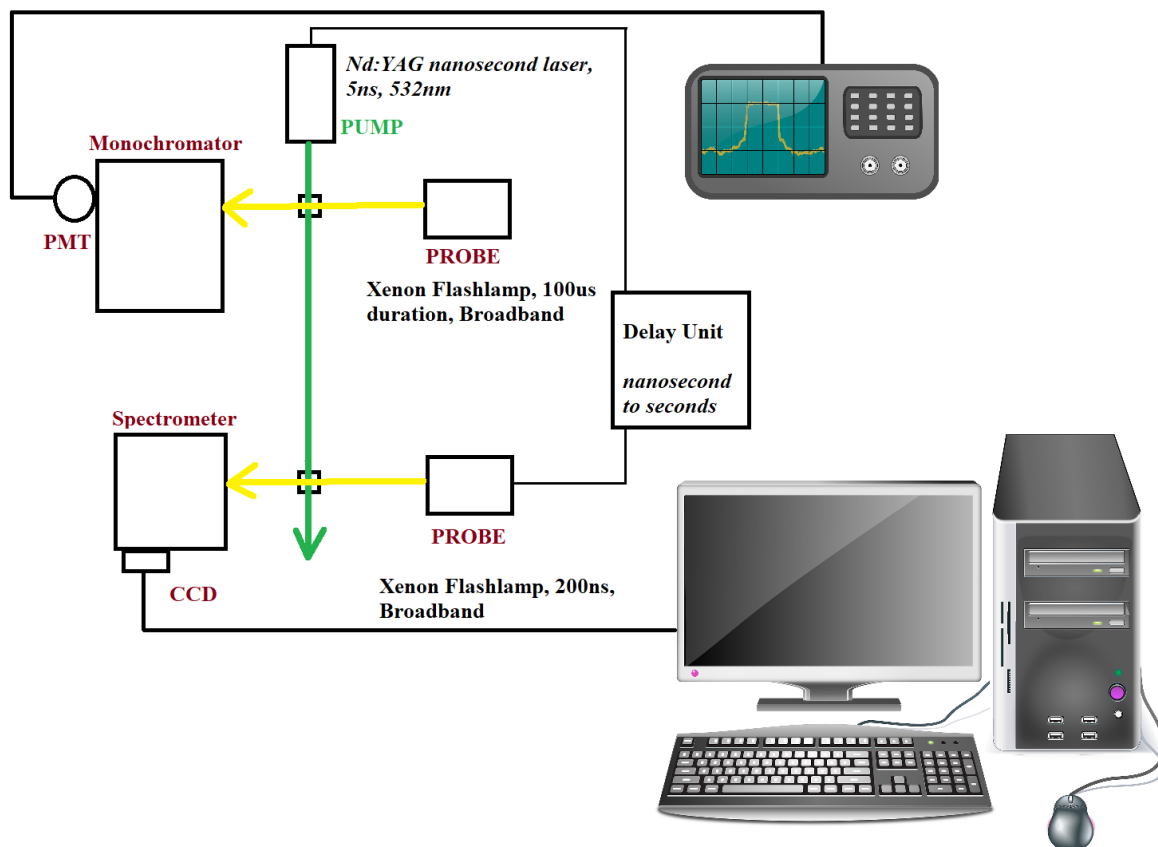 Nd:YAG nanosecond laser,
5ns, 532nm
PUMP
Monochromator
PMT
PROBE
Xenon Flashlamp, 100us
duration, Broadband
Delay Unit
nanosecond
to seconds
Spectrometer
PROBE
CCD
Xenon Flashlamp, 200ns,
Broadband